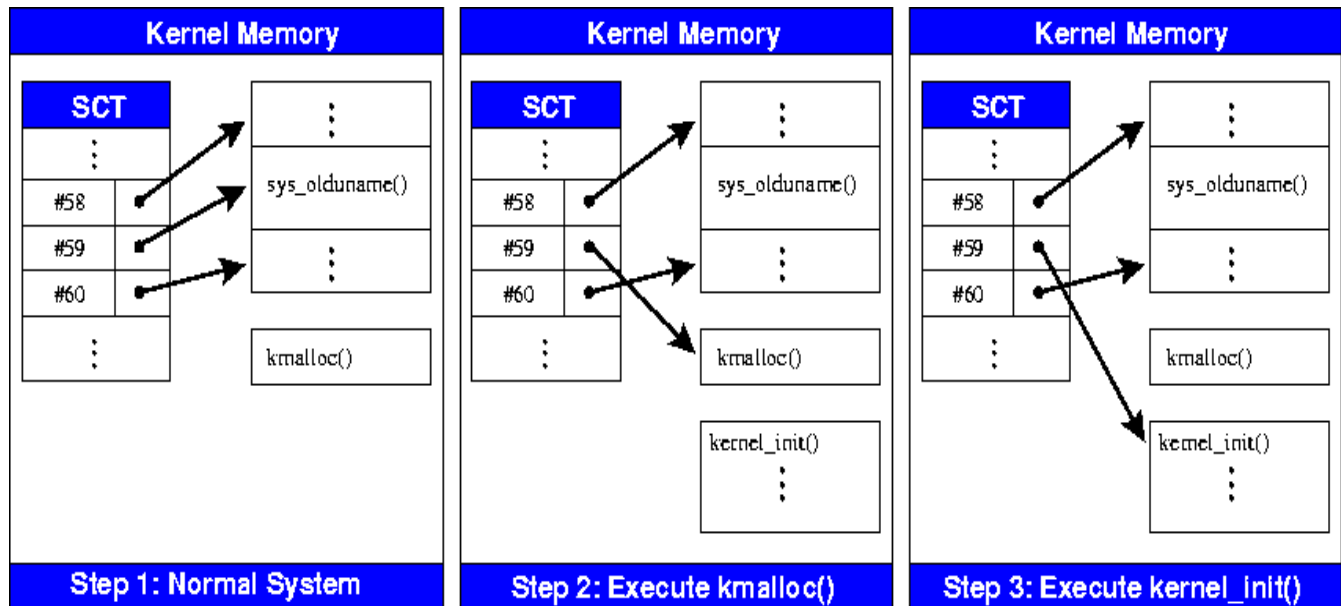 Kernel Memory
SCT
#58
#59
#60
sys_olduname()
kmalloc()
Step 1: Normal System
Kernel Memory
SCT
#58
#59
#60
sys_olduname()
kmalloc()
kernel_init()
Step 2: Execute kmalloc()
Kernel Memory
SCT
#58
#59
#60
sys_olduname()
kmalloc()
kernel_init()
Step 3: Execute kernel_init()